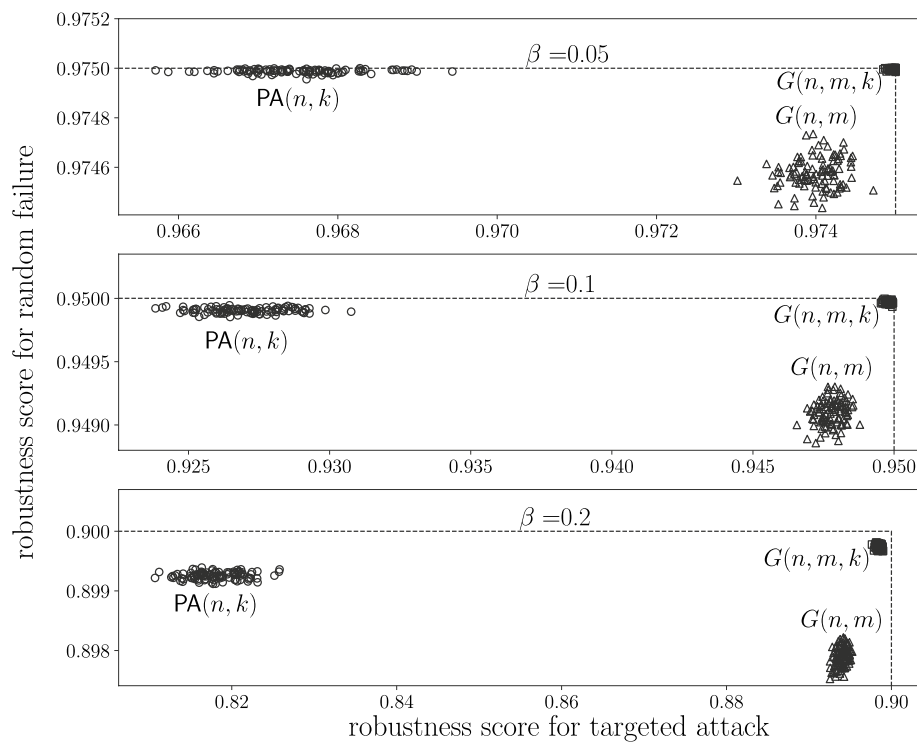 robustness score for random failure
0.9752
0.9750
0.9748
0.9746
β =0.05
PA(n, k)
G(n, m, k)
G(n, m)
0.966
0.968
0.970
0.972
0.974
0.9500
0.9495
0.9490
β =0.1
PA(n, k)
G(n, m, k)
G(n, m)
0.925
0.930
0.935
0.940
0.945
0.950
0.900
0.899
0.898
β =0.2
PA(n, k)
G(n, m, k)
G(n, m)
0.82
0.84
0.86
0.88
0.90
robustness score for targeted attack